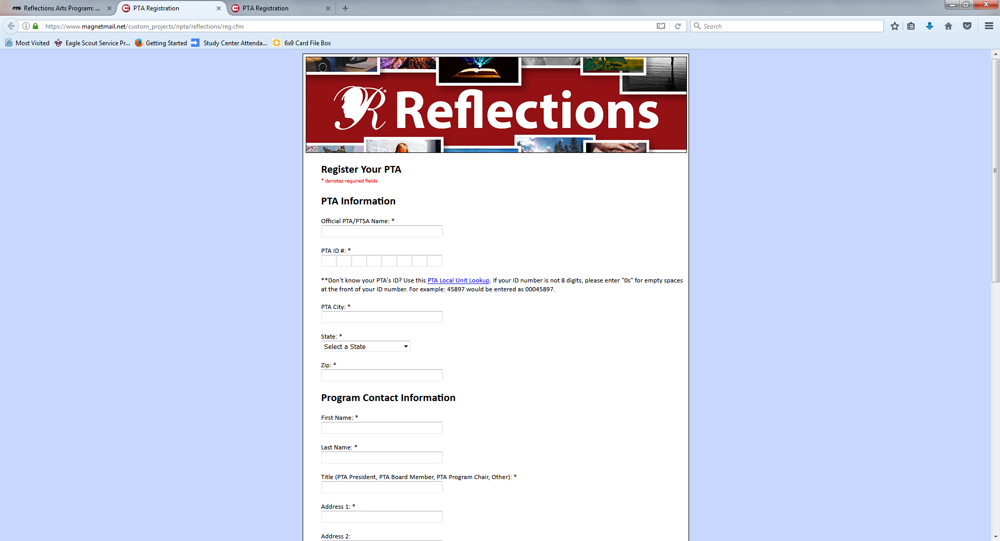 PTA Reflections Arts Program: ...
PTA Registration
PTA Registration
https://www.magnetmail.net/custom_projects/npta/reflections/reg.cfm
Search
Most Visited
Eagle Scout Service Pr...
Getting Started
Study Center Attenda...
6x9 Card File Box
R® Reflections
Register Your PTA
* denotes required fields
PTA Information
Official PTA/PTSA Name: *
PTA ID #: *
**Don't know your PTA's ID? Use this PTA Local Unit Lookup. If your ID number is not 8 digits, please enter "0s" for empty spaces
at the front of your ID number. For example: 45897 would be entered as 00045897.
PTA City: *
State: *
Select a State
Zip: *
Program Contact Information
First Name: *
Last Name: *
Title (PTA President, PTA Board Member, PTA Program Chair, Other): *
Address 1: *
Address 2: